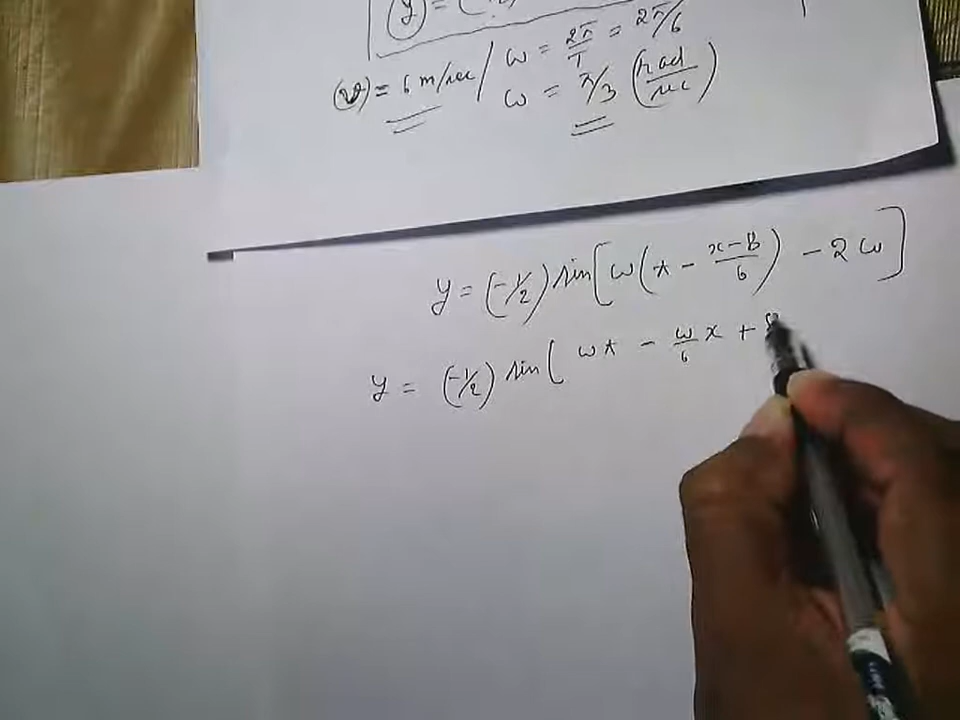 (y) = (
(v) = 6 m/sec / ω = 2π/T = 2π/6
ω = π/3 (rad/sec)
y = (-1/2) sin[ω(t - (x-8)/6) - 2ω]
y = (-1/2) sin[ ωt - ω/6 x + 8